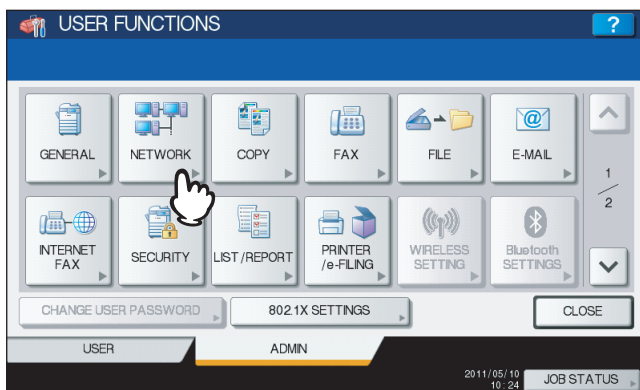 USER FUNCTIONS
?
GENERAL
NETWORK
COPY
FAX
FILE
E-MAIL
@
1
2
INTERNET
FAX
SECURITY
LIST/REPORT
PRINTER
/e-FILING
WIRELESS
SETTING
Bluetooth
SETTINGS
CHANGE USER PASSWORD
802.1X SETTINGS
CLOSE
USER
ADMIN
2011/05/10
10:24
JOB STATUS